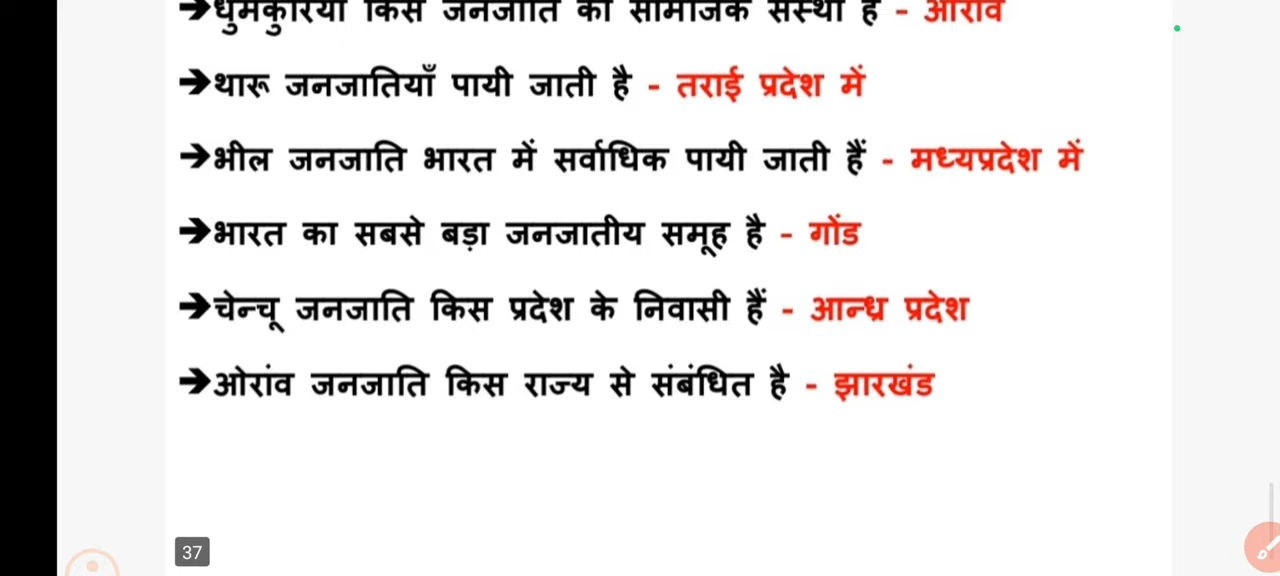 ➔धुमकुरिया किस जनजाति की सामाजिक संस्था है - ओरांव
➔थारू जनजातियाँ पायी जाती है - तराई प्रदेश में
➔भील जनजाति भारत में सर्वाधिक पायी जाती हैं - मध्यप्रदेश में
➔भारत का सबसे बड़ा जनजातीय समूह है - गोंड
➔चेन्चू जनजाति किस प्रदेश के निवासी हैं - आन्ध्र प्रदेश
➔ओरांव जनजाति किस राज्य से संबंधित है - झारखंड
37